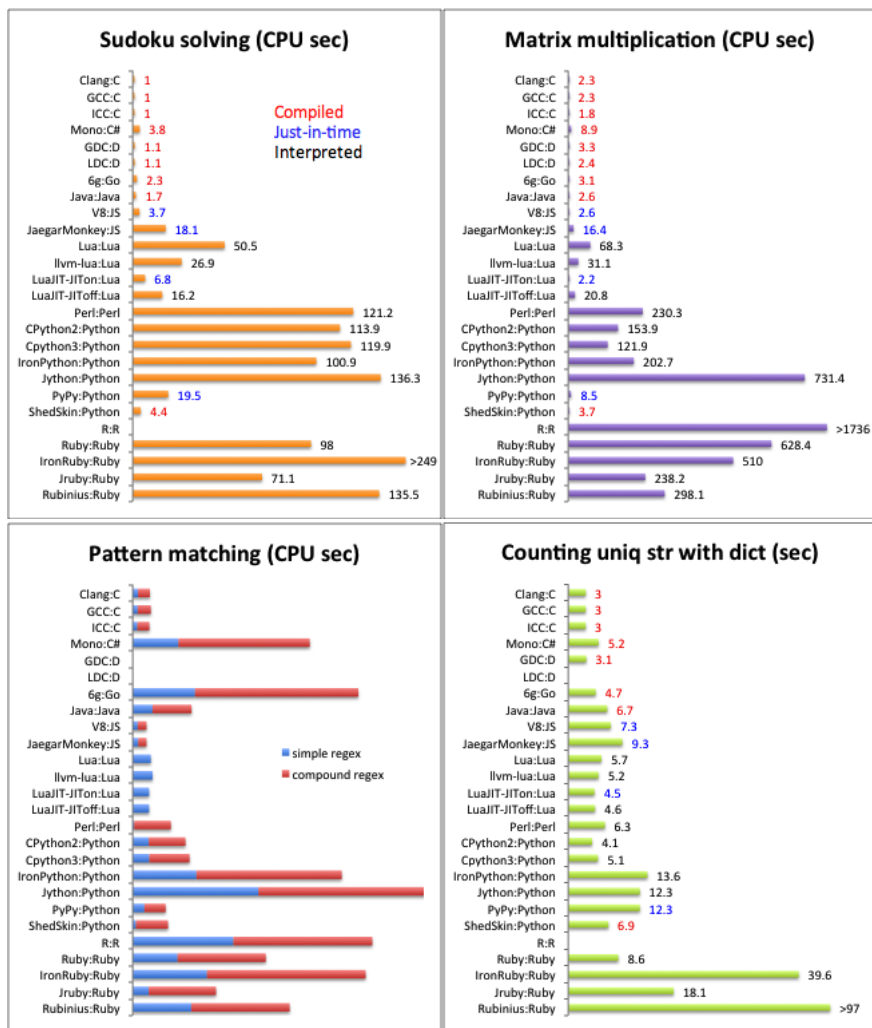 Sudoku solving (CPU sec)
Clang:C 1
GCC:C 1
ICC:C 1
Compiled
Mono:C# 3.8
Just-in-time
GDC:D 1.1
Interpreted
LDC:D 1.1
6g:Go 2.3
Java:Java 1.7
V8:JS 3.7
JaegarMonkey:JS 18.1
Lua:Lua 50.5
llvm-lua:Lua 26.9
LuaJIT-JITon:Lua 6.8
LuaJIT-JIToff:Lua 16.2
Perl:Perl 121.2
CPython2:Python 113.9
Cpython3:Python 119.9
IronPython:Python 100.9
Jython:Python 136.3
PyPy:Python 19.5
ShedSkin:Python 4.4
R:R
Ruby:Ruby 98
IronRuby:Ruby >249
Jruby:Ruby 71.1
Rubinius:Ruby 135.5
Matrix multiplication (CPU sec)
Clang:C 2.3
GCC:C 2.3
ICC:C 1.8
Mono:C# 8.9
GDC:D 3.3
LDC:D 2.4
6g:Go 3.1
Java:Java 2.6
V8:JS 2.6
JaegarMonkey:JS 16.4
Lua:Lua 68.3
llvm-lua:Lua 31.1
LuaJIT-JITon:Lua 2.2
LuaJIT-JIToff:Lua 20.8
Perl:Perl 230.3
CPython2:Python 153.9
Cpython3:Python 121.9
IronPython:Python 202.7
Jython:Python 731.4
PyPy:Python 8.5
ShedSkin:Python 3.7
R:R >1736
Ruby:Ruby 628.4
IronRuby:Ruby 510
Jruby:Ruby 238.2
Rubinius:Ruby 298.1
Pattern matching (CPU sec)
Clang:C
GCC:C
ICC:C
Mono:C#
GDC:D
LDC:D
6g:Go
Java:Java
V8:JS
JaegarMonkey:JS
simple regex
Lua:Lua
llvm-lua:Lua
compound regex
LuaJIT-JITon:Lua
LuaJIT-JIToff:Lua
Perl:Perl
CPython2:Python
Cpython3:Python
IronPython:Python
Jython:Python
PyPy:Python
ShedSkin:Python
R:R
Ruby:Ruby
IronRuby:Ruby
Jruby:Ruby
Rubinius:Ruby
Counting uniq str with dict (sec)
Clang:C 3
GCC:C 3
ICC:C 3
Mono:C# 5.2
GDC:D 3.1
LDC:D
6g:Go 4.7
Java:Java 6.7
V8:JS 7.3
JaegarMonkey:JS 9.3
Lua:Lua 5.7
llvm-lua:Lua 5.2
LuaJIT-JITon:Lua 4.5
LuaJIT-JIToff:Lua 4.6
Perl:Perl 6.3
CPython2:Python 4.1
Cpython3:Python 5.1
IronPython:Python 13.6
Jython:Python 12.3
PyPy:Python 12.3
ShedSkin:Python 6.9
R:R
Ruby:Ruby 8.6
IronRuby:Ruby 39.6
Jruby:Ruby 18.1
Rubinius:Ruby >97